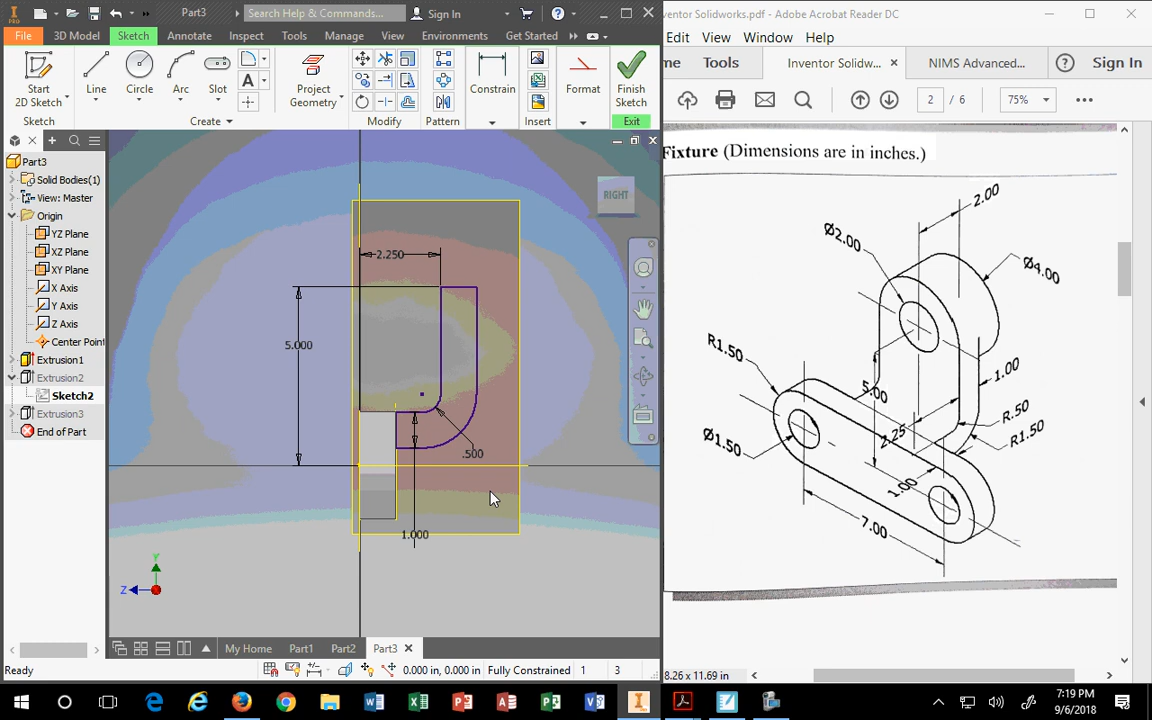 Part3
Search Help & Commands...
Sign In
File
3D Model
Sketch
Annotate
Inspect
Tools
Manage
View
Environments
Get Started
Start
2D Sketch
Line
Circle
Arc
Slot
Project
Geometry
Constrain
Format
Finish
Sketch
Sketch
Create
Modify
Pattern
Insert
Exit
Part3
Solid Bodies(1)
View: Master
Origin
YZ Plane
XZ Plane
XY Plane
X Axis
Y Axis
Z Axis
Center Point
Extrusion1
Extrusion2
Sketch2
Extrusion3
End of Part
RIGHT
2.250
5.000
.500
1.000
Y
Z
My Home
Part1
Part2
Part3
Ready
0.000 in, 0.000 in
Fully Constrained
1
3
ventor Solidworks.pdf - Adobe Acrobat Reader DC
Edit
View
Window
Help
me
Tools
Inventor Solidw...
NIMS Advanced...
Sign In
2 / 6
75%
Fixture (Dimensions are in inches.)
2.00
Ø2.00
Ø4.00
R1.50
5.00
1.00
R.50
R1.50
2.25
Ø1.50
1.00
7.00
8.26 x 11.69 in
7:19 PM
9/6/2018